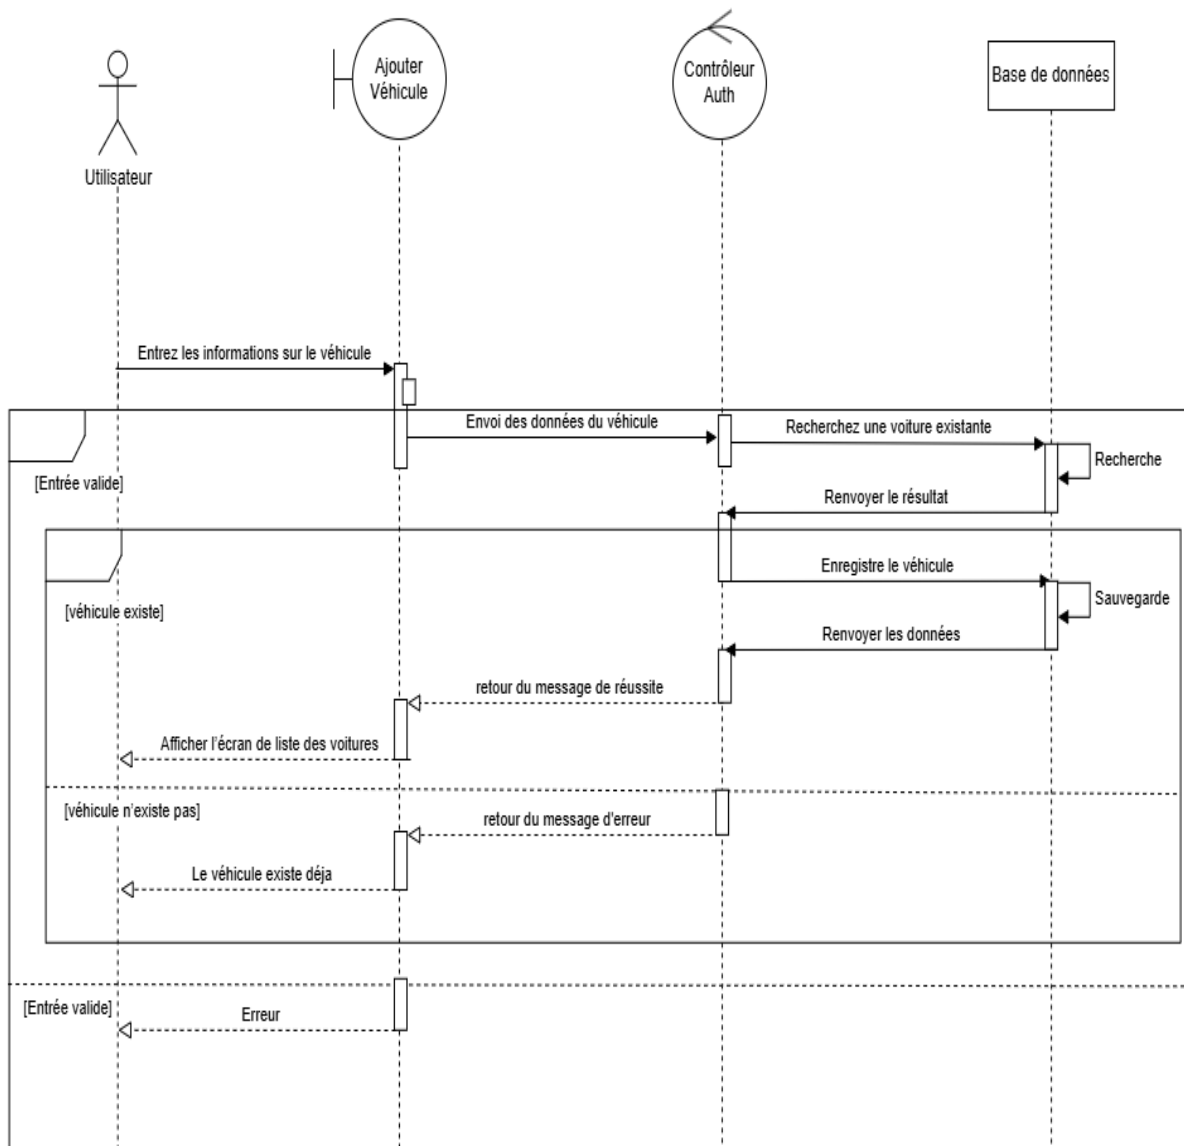 Ajouter
Véhicule
Contrôleur
Auth
Base de données
Utilisateur
Entrez les informations sur le véhicule
Envoi des données du véhicule
Recherchez une voiture existante
Recherche
[Entrée valide]
Renvoyer le résultat
Enregistre le véhicule
Sauvegarde
[véhicule existe]
Renvoyer les données
retour du message de réussite
Afficher l'écran de liste des voitures
[véhicule n'existe pas]
retour du message d'erreur
Le véhicule existe déja
[Entrée valide]
Erreur